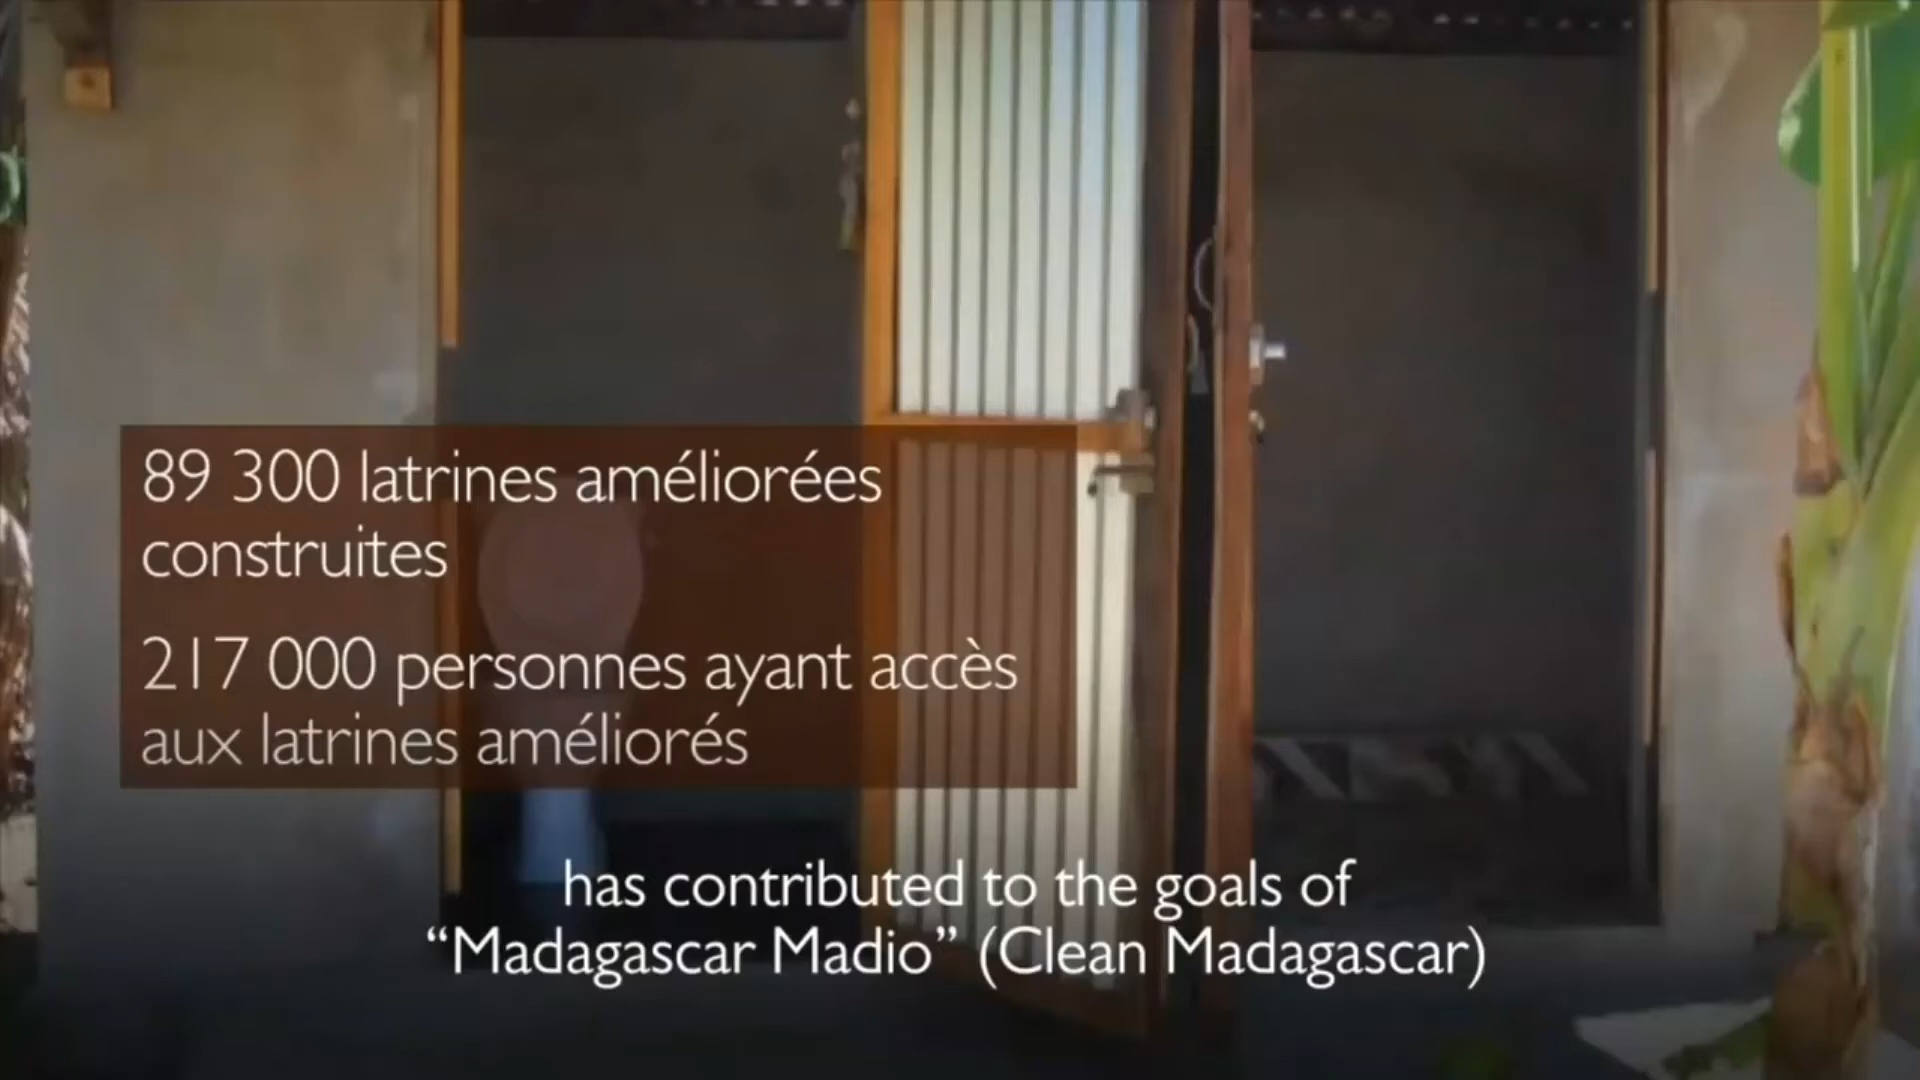 89 300 latrines améliorées
construites
217 000 personnes ayant accès
aux latrines améliorés
has contributed to the goals of
“Madagascar Madio” (Clean Madagascar)